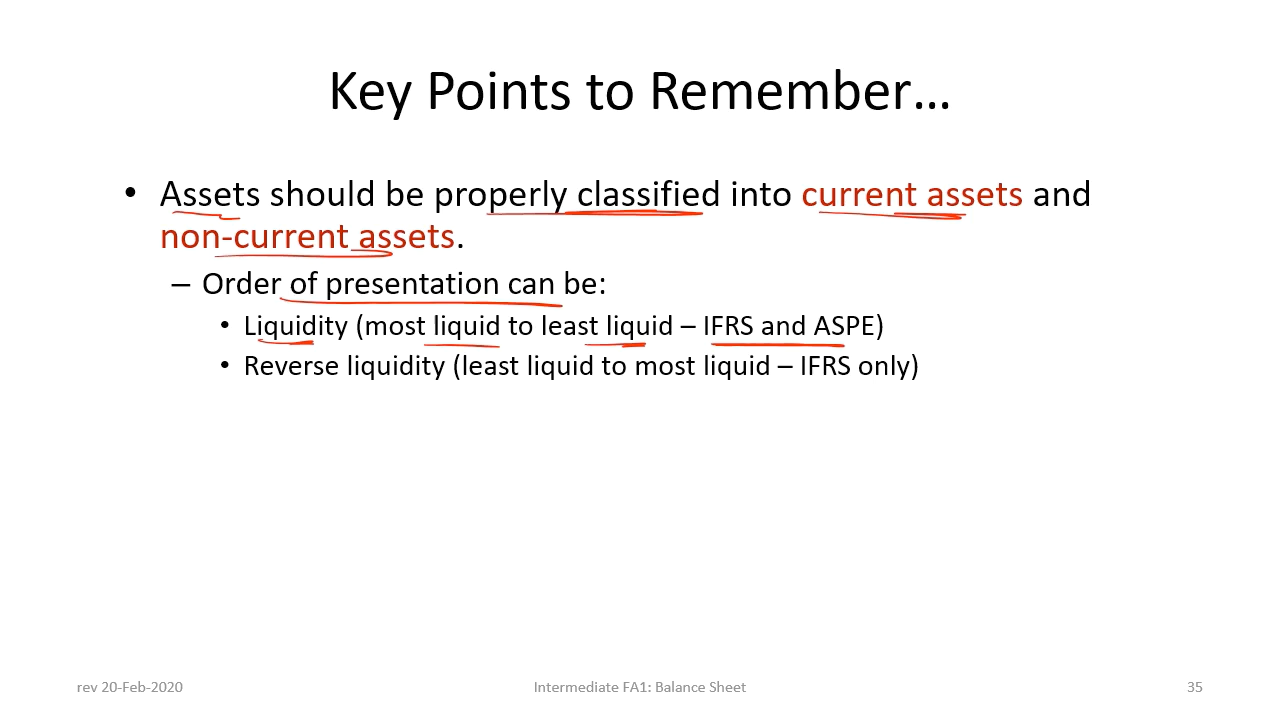 Key Points to Remember…
• Assets should be properly classified into current assets and
non-current assets.
– Order of presentation can be:
• Liquidity (most liquid to least liquid – IFRS and ASPE)
• Reverse liquidity (least liquid to most liquid – IFRS only)
rev 20-Feb-2020
Intermediate FA1: Balance Sheet
35